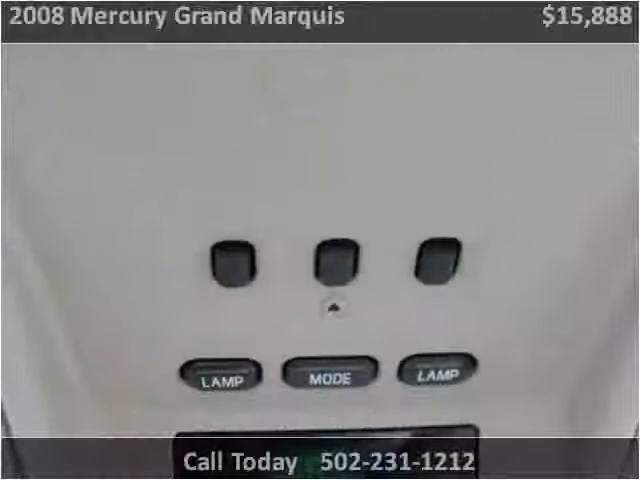 2008 Mercury Grand Marquis $15,888
LAMP MODE LAMP
Call Today 502-231-1212